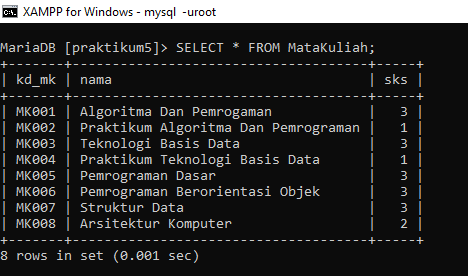 XAMPP for Windows - mysql -uroot
MariaDB [praktikum5]> SELECT * FROM MataKuliah;
+-------+--------------------------------------+------+
| kd_mk | nama | sks |
+-------+--------------------------------------+------+
| MK001 | Algoritma Dan Pemrogaman | 3 |
| MK002 | Praktikum Algoritma Dan Pemrograman | 1 |
| MK003 | Teknologi Basis Data | 3 |
| MK004 | Praktikum Teknologi Basis Data | 1 |
| MK005 | Pemrograman Dasar | 3 |
| MK006 | Pemrograman Berorientasi Objek | 3 |
| MK007 | Struktur Data | 3 |
| MK008 | Arsitektur Komputer | 2 |
+-------+--------------------------------------+------+
8 rows in set (0.001 sec)